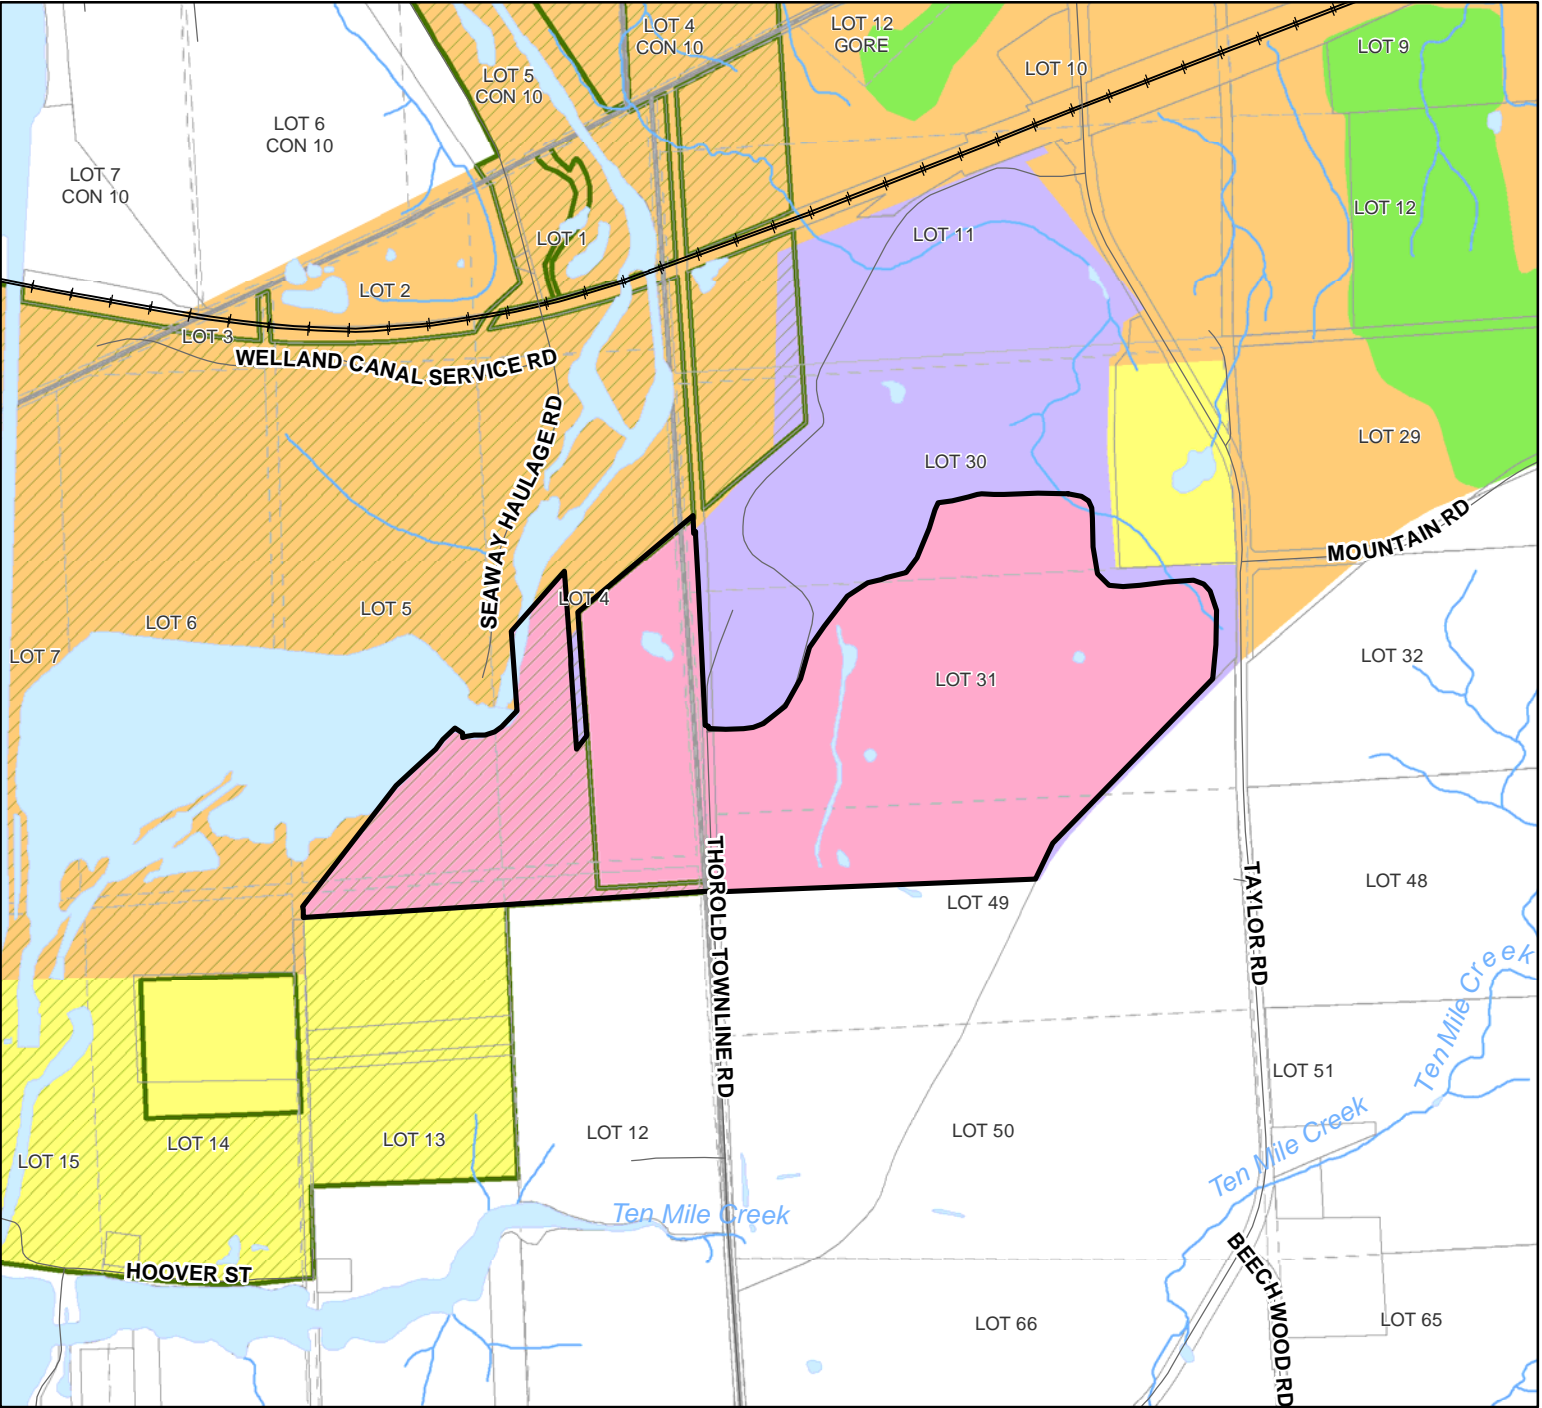 LOT 4
CON 10
LOT 12
GORE
LOT 9
LOT 10
LOT 5
CON 10
LOT 6
CON 10
LOT 7
CON 10
LOT 12
LOT 1
LOT 11
LOT 2
LOT 3
WELLAND CANAL SERVICE RD
SEAWAY HAULAGE RD
LOT 29
LOT 30
MOUNTAIN RD
LOT 4
LOT 5
LOT 6
LOT 7
LOT 32
LOT 31
THOROLD TOWNLINE RD
TAYLOR RD
LOT 48
LOT 49
Ten Mile Creek
LOT 51
LOT 12
LOT 50
LOT 13
LOT 14
LOT 15
Ten Mile Creek
Ten Mile Creek
HOOVER ST
BEECHWOOD RD
LOT 66
LOT 65